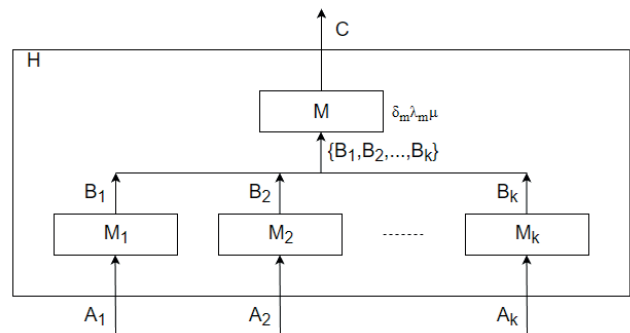 C
H
M
δₘλₘμ
{B₁,B₂,...,Bₖ}
B₁ B₂ Bₖ
M₁ M₂ Mₖ
A₁ A₂ Aₖ